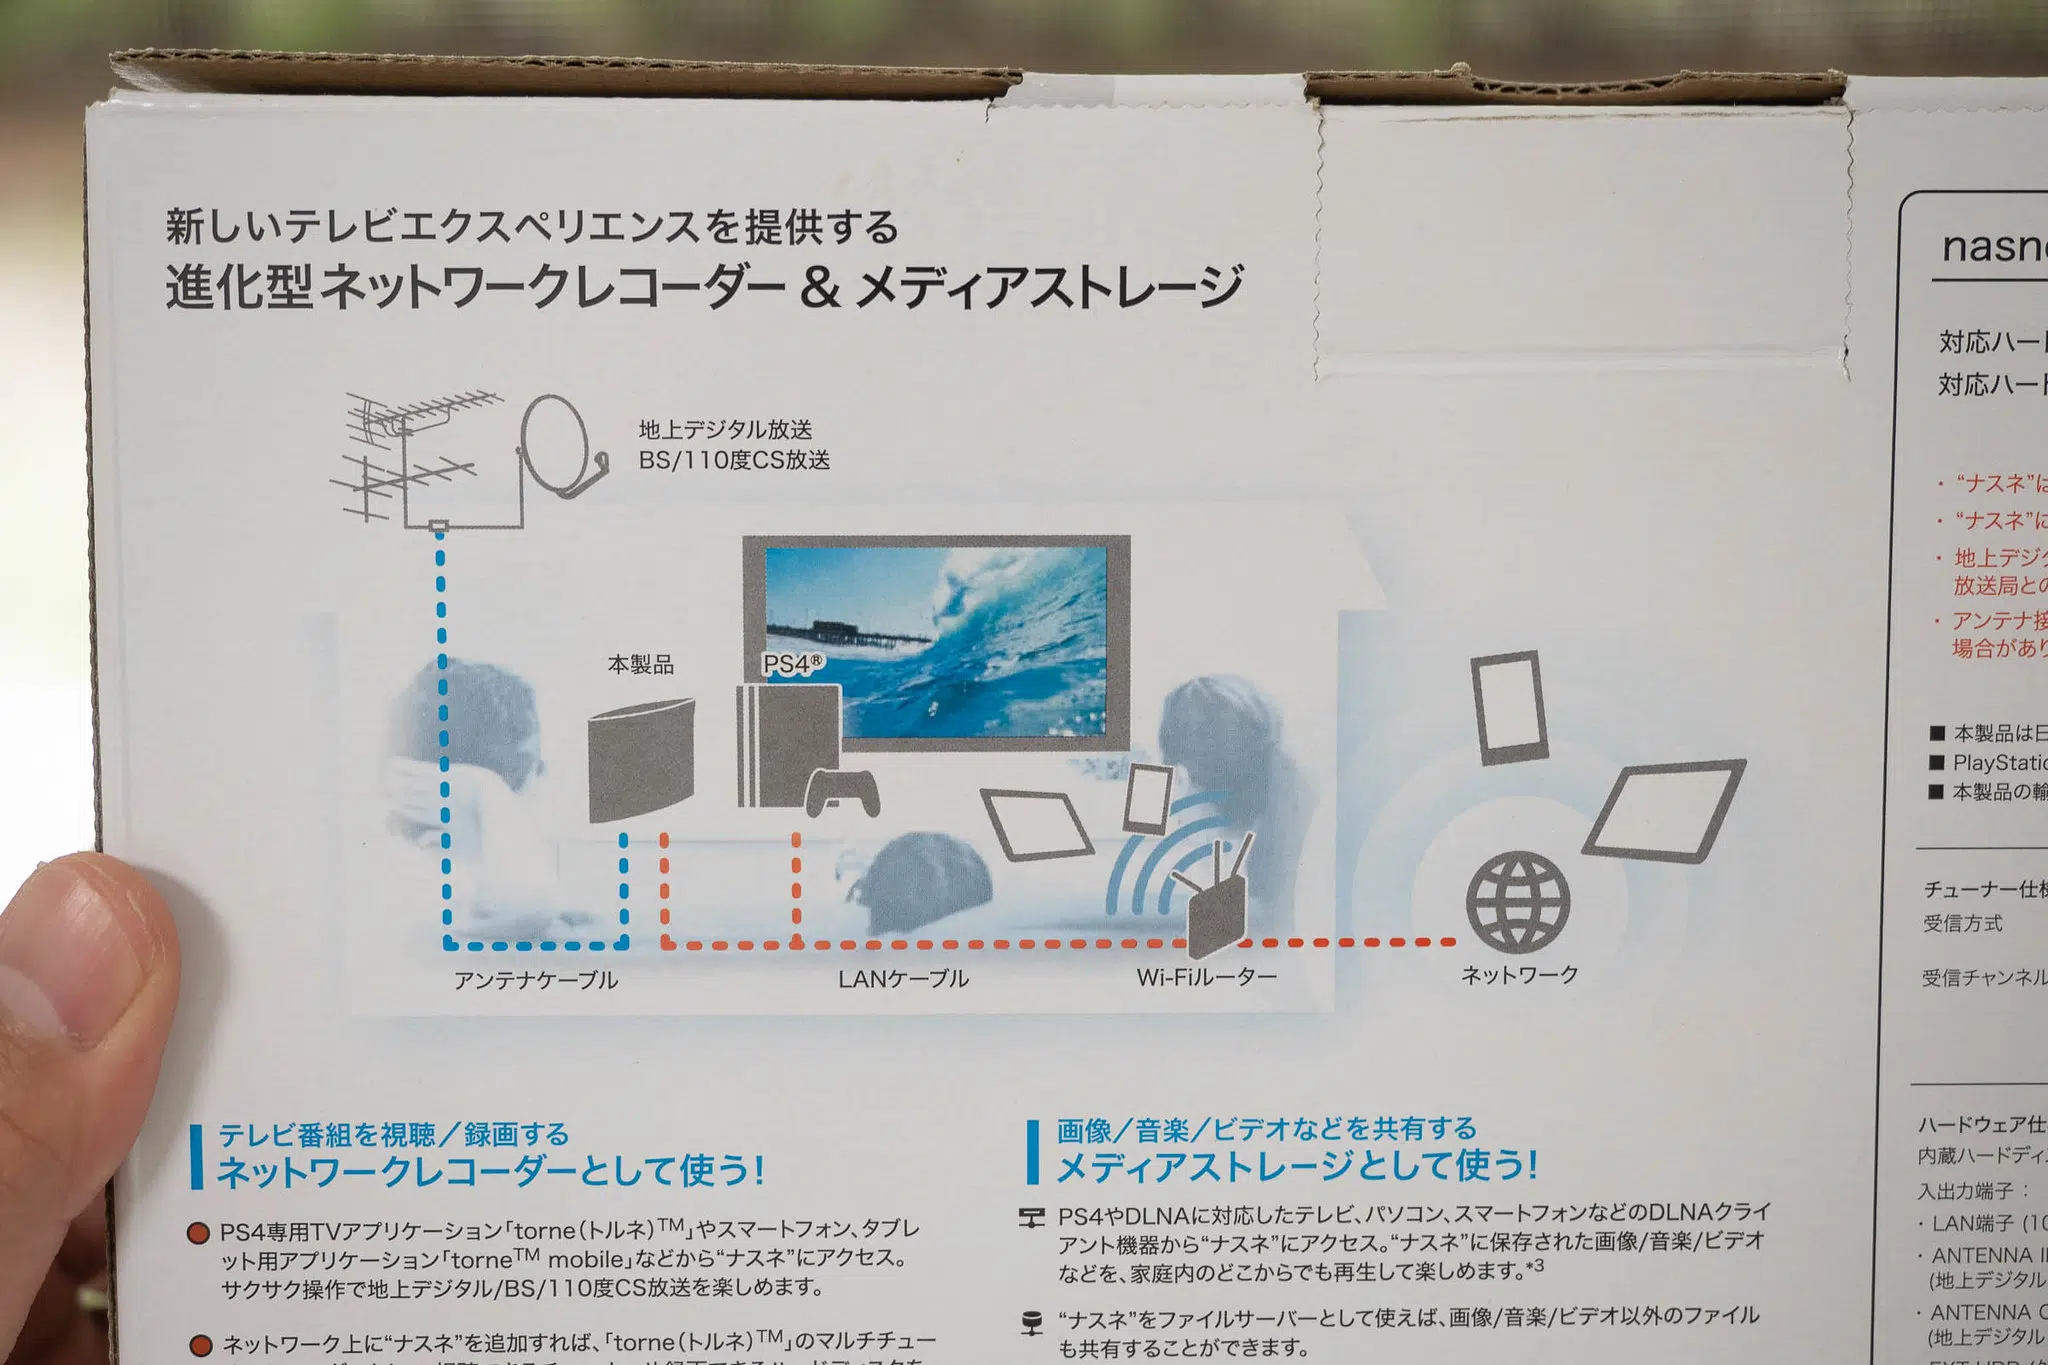 新しいテレビエクスペリエンスを提供する
進化型ネットワークレコーダー & メディアストレージ
地上デジタル放送
BS/110度CS放送
本製品
PS4®
アンテナケーブル
LANケーブル
Wi-Fiルーター
ネットワーク
テレビ番組を視聴/録画する
ネットワークレコーダーとして使う!
PS4専用TVアプリケーション「torne(トルネ)™」やスマートフォン、タブレ
ット用アプリケーション「torne™ mobile」などから“ナスネ”にアクセス。
サクサク操作で地上デジタル/BS/110度CS放送を楽しめます。
ネットワーク上に“ナスネ”を追加すれば、「torne(トルネ)™」のマルチチュー
画像/音楽/ビデオなどを共有する
メディアストレージとして使う!
PS4やDLNAに対応したテレビ、パソコン、スマートフォンなどのDLNAクライ
アント機器から“ナスネ”にアクセス。“ナスネ”に保存された画像/音楽/ビデオ
などを、家庭内のどこからでも再生して楽しめます。*3
“ナスネ”をファイルサーバーとして使えば、画像/音楽/ビデオ以外のファイル
も共有することができます。
nasn
対応ハー
対応ハー
・“ナスネ”は
・“ナスネ”に
・地上デジ
放送局との
・アンテナ接
場合があり
■ 本製品は日
■ PlayStatio
■ 本製品の輸
チューナー仕様
受信方式
受信チャンネル
ハードウェア仕
内蔵ハードディ
入出力端子:
・LAN端子 (10
・ANTENNA I
(地上デジタル
・ANTENNA O
(地上デジタル